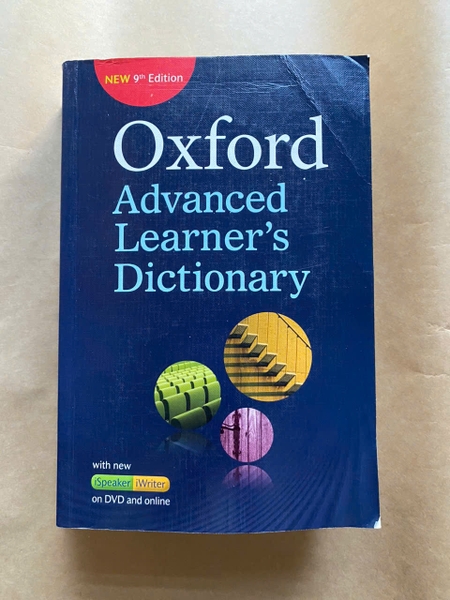 NEW 9th Edition
Oxford
Advanced
Learner's
Dictionary
with new
iSpeaker iWriter
on DVD and online